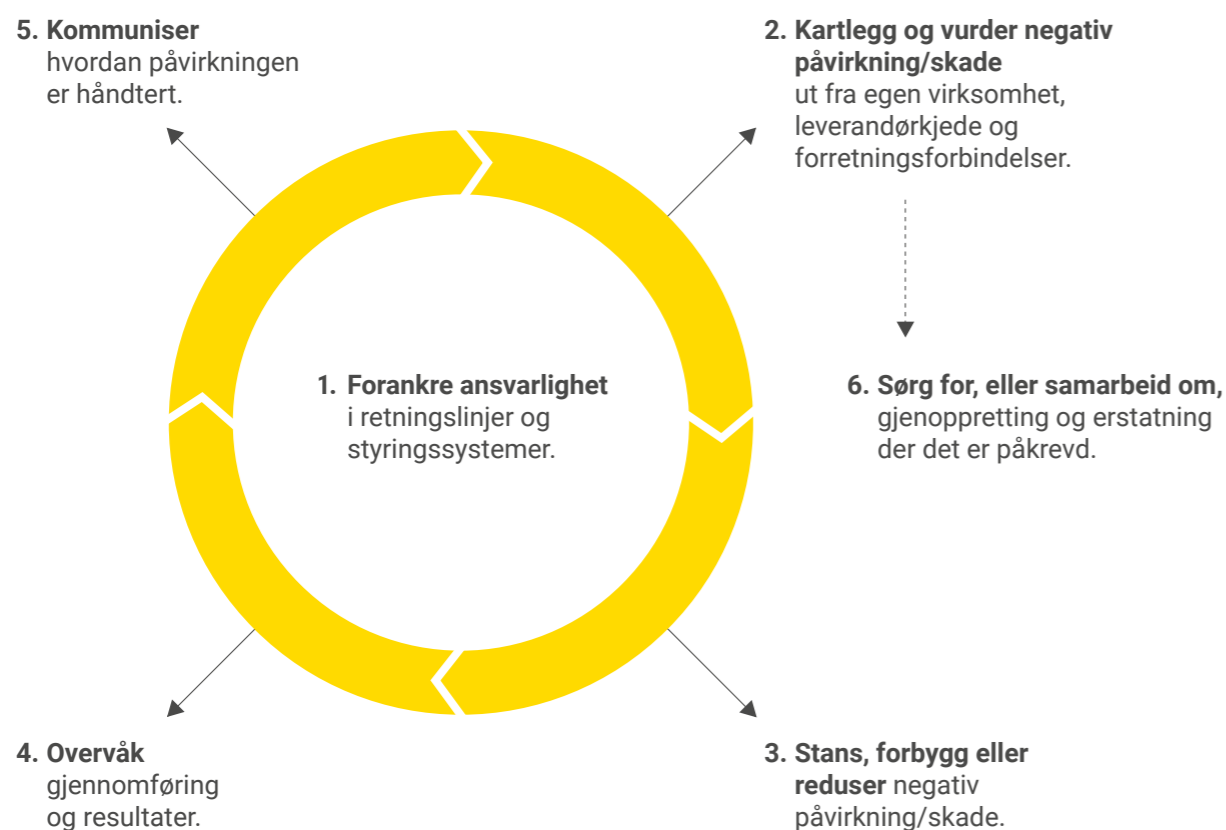 5. Kommuniser
hvordan påvirkningen
er håndtert.
2. Kartlegg og vurder negativ
påvirkning/skade
ut fra egen virksomhet,
leverandørkjede og
forretningsforbindelser.
1. Forankre ansvarlighet
i retningslinjer og
styringssystemer.
6. Sørg for, eller samarbeid om,
gjenoppretting og erstatning
der det er påkrevd.
4. Overvåk
gjennomføring
og resultater.
3. Stans, forbygg eller
reduser negativ
påvirkning/skade.